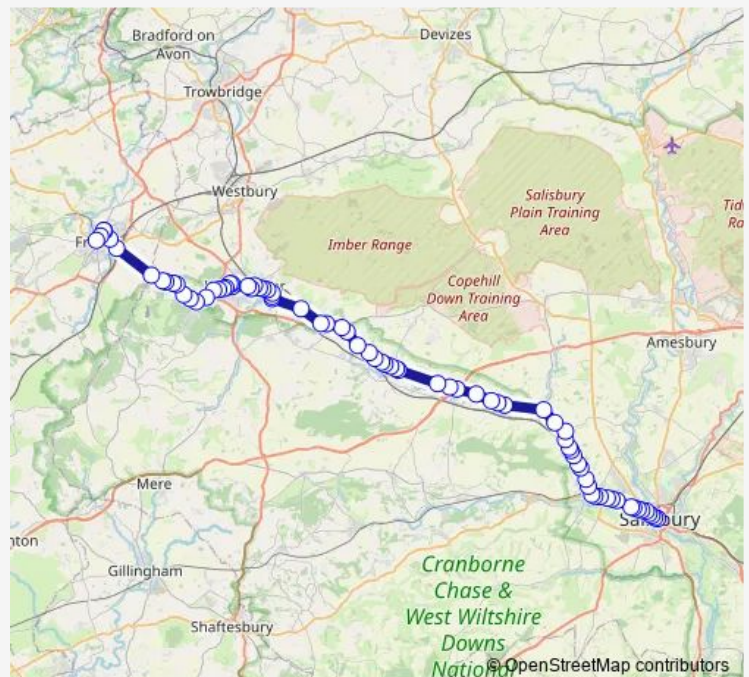 Bradford on
Avon
Devizes
Trowbridge
Westbury
Salisbury
Plain Training
Area
Imber Range
Copehill
Down Training
Area
Amesbury
Mere
Salisbury
Gillingham
Cranborne
Chase &
West Wiltshire
Downs
Shaftesbury
© OpenStreetMap contributors